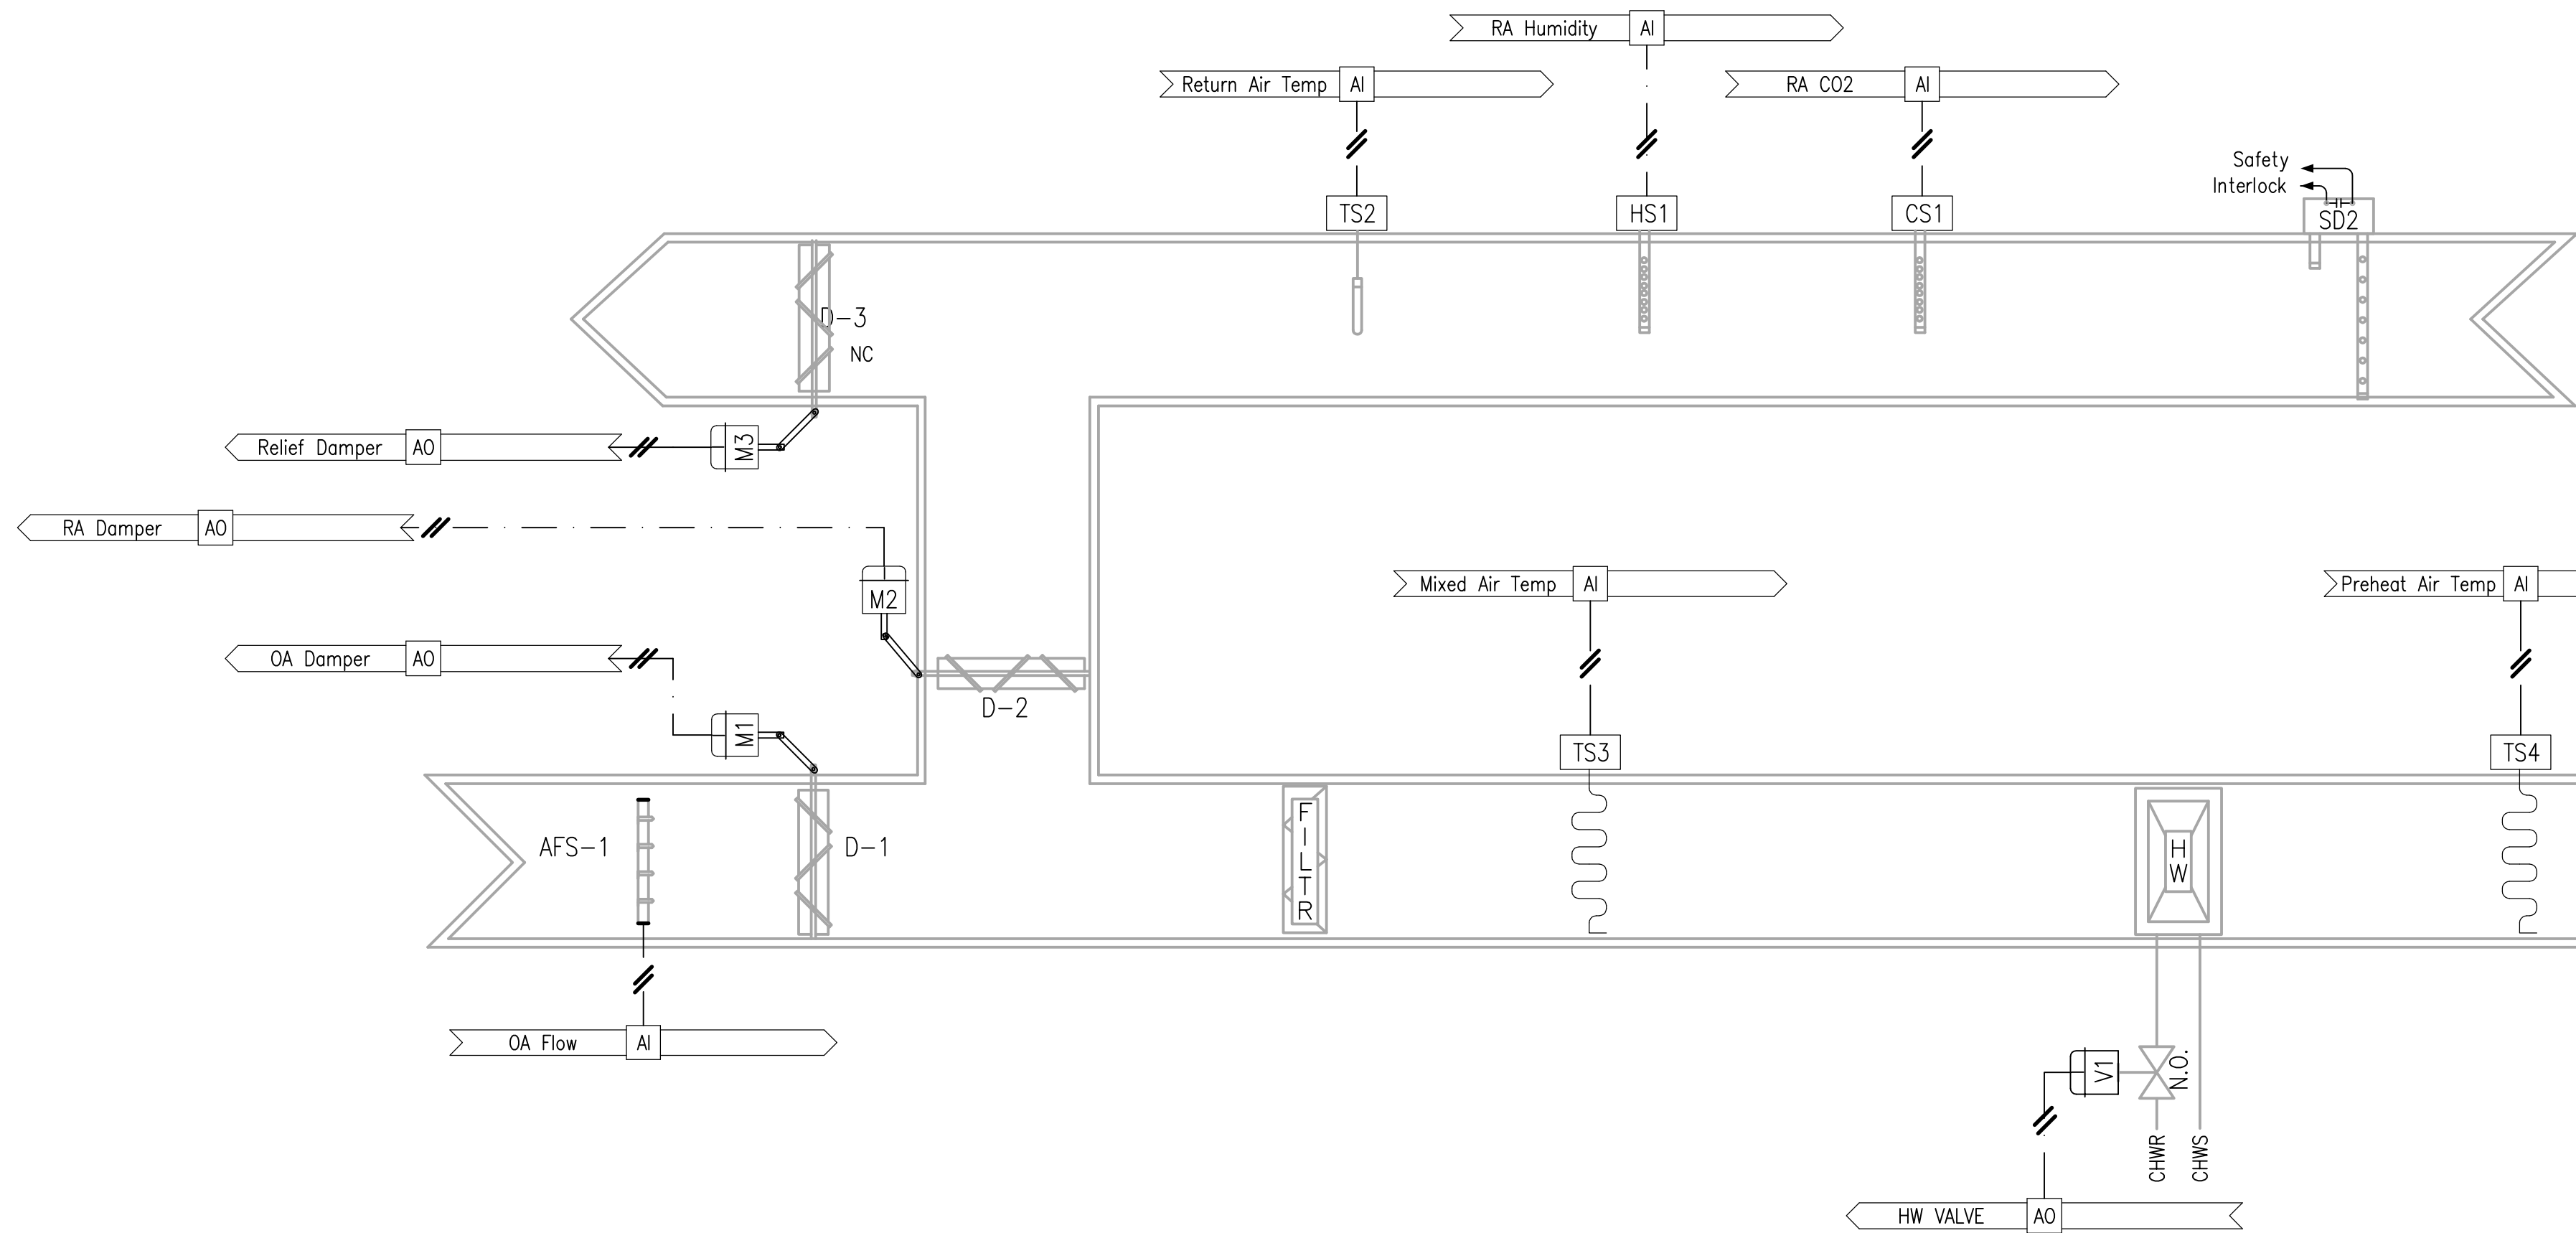 RA Humidity AI
Return Air Temp AI
RA CO2 AI
Safety
Interlock
TS2
HS1
CS1
SD2
D-3
NC
Relief Damper AO
M3
RA Damper AO
M2
Mixed Air Temp AI
Preheat Air Temp AI
OA Damper AO
M1
D-2
TS3
TS4
AFS-1
D-1
FILTR
HW
OA Flow AI
V1
N.O.
CHWR
CHWS
HW VALVE AO